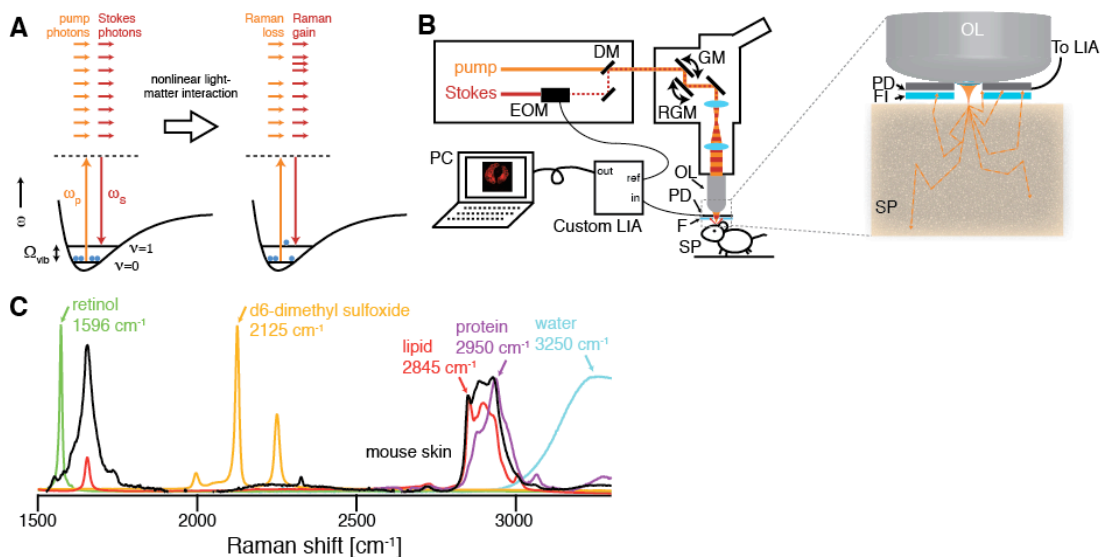 A
pump
photons
Stokes
photons
Raman
loss
Raman
gain
nonlinear light-
matter interaction
ω
ωp
ωs
Ωvib
ν=1
ν=0
B
pump
Stokes
EOM
DM
GM
RGM
PC
out
ref
in
Custom LIA
OL
PD
F
SP
OL
To LIA
PD
FI
SP
C
retinol
1596 cm⁻¹
d6-dimethyl sulfoxide
2125 cm⁻¹
lipid
2845 cm⁻¹
protein
2950 cm⁻¹
water
3250 cm⁻¹
mouse skin
1500
2000
2500
3000
Raman shift [cm⁻¹]